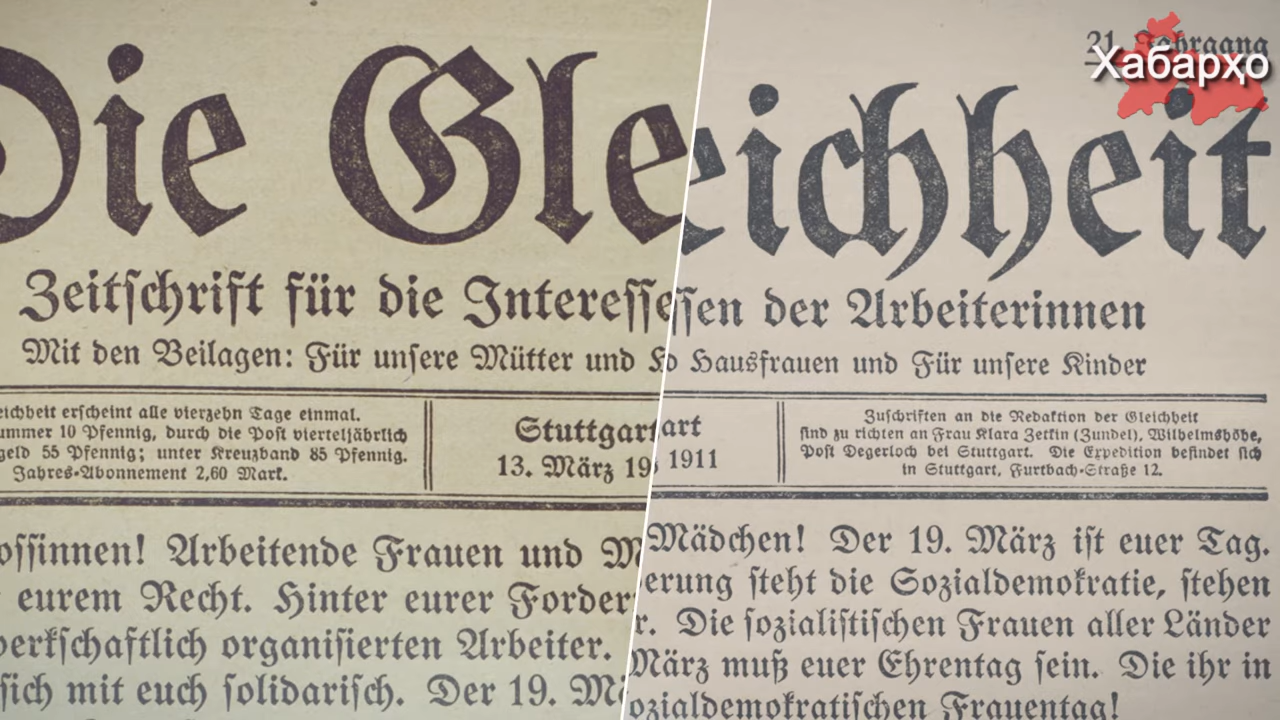 Die Gle
Zeitschrift für die Interesse
Mit den Beilagen: Für unsere Mütter und
eichheit erscheint alle vierzehn Tage einmal.
ummer 10 Pfennig, durch die Post vierteljährlich
geld 55 Pfennig; unter Kreuzband 85 Pfennig.
Jahres-Abonnement 2,60 Mark.
Stuttgar
13. März 19
ossinnen! Arbeitende Frauen und M
eurem Recht. Hinter eurer Forder
erkschaftlich organisierten Arbeiter.
sich mit euch solidarisch. Der 19. Mä
21. Jahrgang
Хабарҳо
eichheit
ssen der Arbeiterinnen
Hausfrauen und Für unsere Kinder
art
1911
Zuschriften an die Redaktion der Gleichheit
sind zu richten an Frau Klara Zetkin (Zundel), Wilhelmshöhe,
Post Degerloch bei Stuttgart. Die Expedition befindet sich
in Stuttgart, Furtbach-Straße 12.
Mädchen! Der 19. März ist euer Tag.
erung steht die Sozialdemokratie, stehen
r. Die sozialistischen Frauen aller Länder
März muß euer Ehrentag sein. Die ihr in
ozialdemokratischen Frauentag!